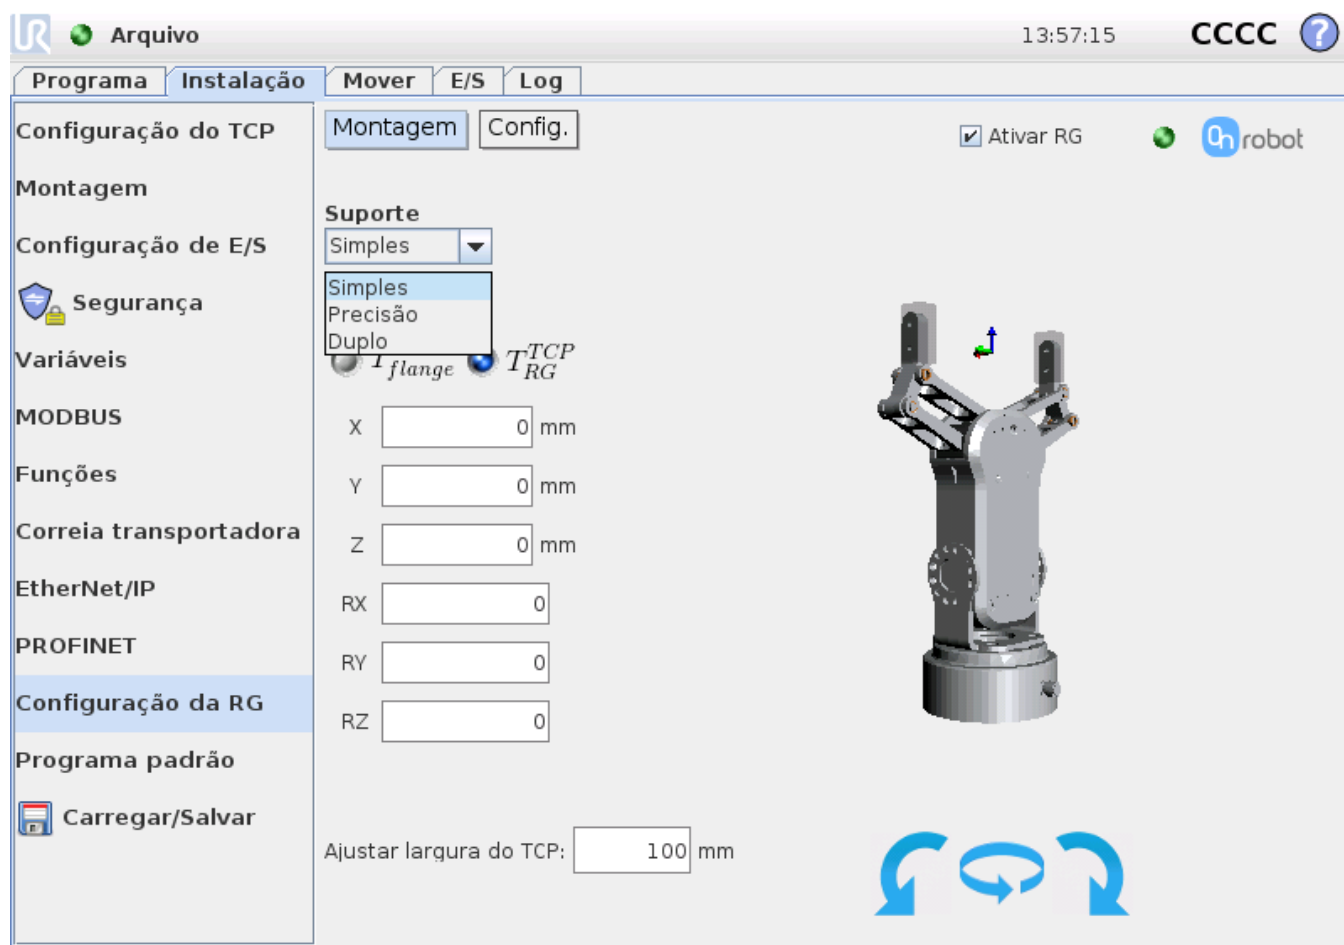 UR Arquivo 13:57:15 CCCC ?
Programa Instalação Mover E/S Log
Configuração do TCP
Montagem
Configuração de E/S
Segurança
Variáveis
MODBUS
Funções
Correia transportadora
EtherNet/IP
PROFINET
Configuração da RG
Programa padrão
Carregar/Salvar
Montagem Config. Ativar RG On robot
Suporte
Simples
Simples
Precisão
Duplo
T flange T TCP RG
X 0 mm
Y 0 mm
Z 0 mm
RX 0
RY 0
RZ 0
Ajustar largura do TCP: 100 mm